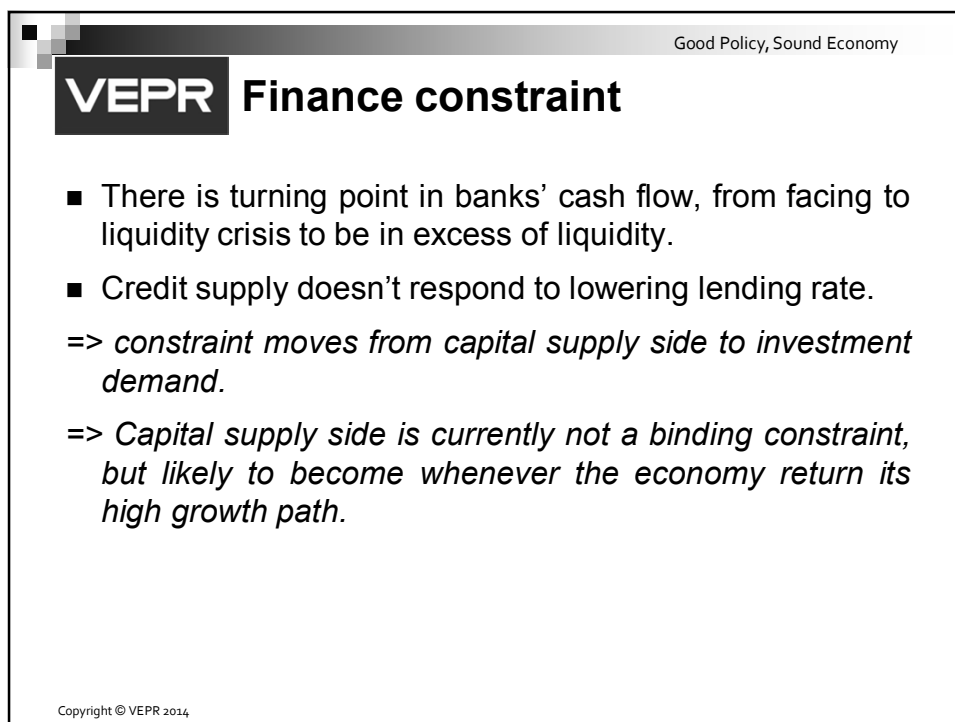 Good Policy, Sound Economy
VEPR Finance constraint
■ There is turning point in banks’ cash flow, from facing to
liquidity crisis to be in excess of liquidity.
■ Credit supply doesn’t respond to lowering lending rate.
=> constraint moves from capital supply side to investment
demand.
=> Capital supply side is currently not a binding constraint,
but likely to become whenever the economy return its
high growth path.
Copyright © VEPR 2014